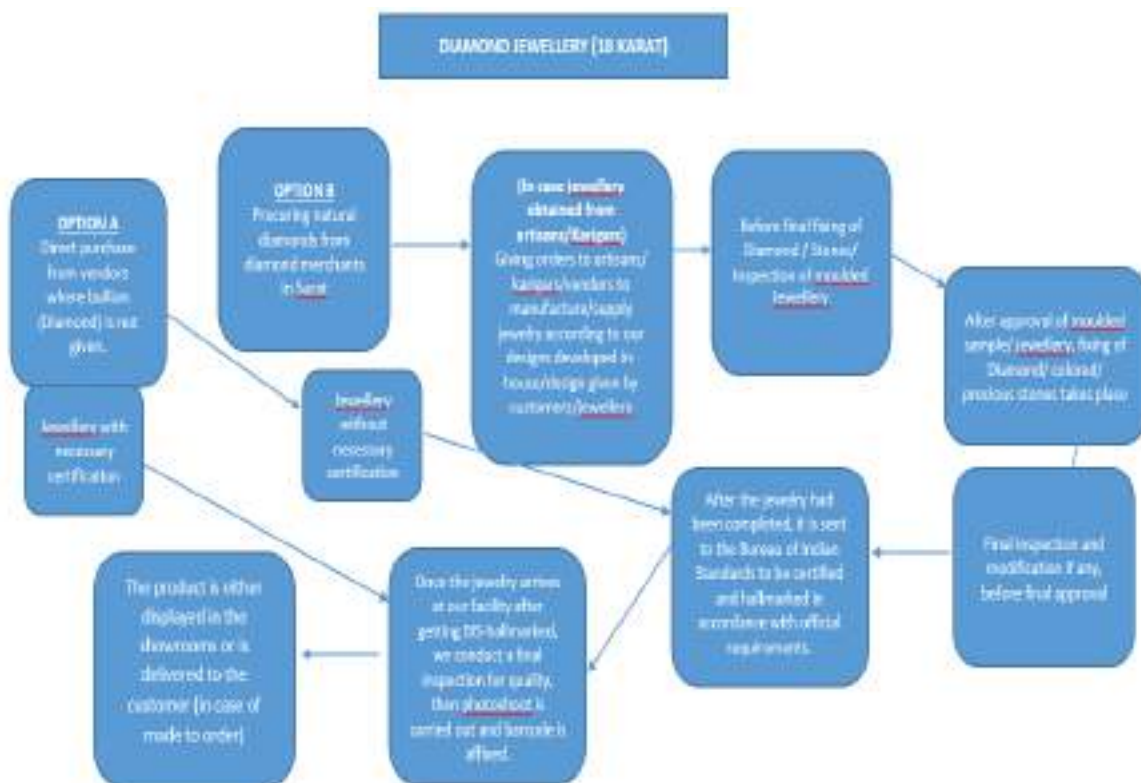 DIAMOND JEWELLERY (18 KARAT)
OPTION A
Direct purchase
from vendors
where bullion
(Diamond) is not
given.
Jewellery with
necessary
certification
OPTION B
Procuring natural
diamonds from
diamond merchants
in Surat
Jewellery
without
necessary
certification
(In case jewellery
obtained from
artisans/Karigars)
Giving orders to artisans/
karigars/vendors to
manufacture/supply
jewelry according to our
designs developed in
house/design given by
customers/jewellers
Before final fixing of
Diamond / Stones/
Inspection of moulded
Jewellery.
After approval of moulded
sample/ jewellery, fixing of
Diamond/ colored/
precious stones takes place
Final inspection and
modification if any,
before final approval
After the jewelry had
been completed, it is sent
to the Bureau of Indian
Standards to be certified
and hallmarked in
accordance with official
requirements.
Once the jewelry arrives
at our facility after
getting BIS-hallmarked,
we conduct a final
inspection for quality,
then photoshoot is
carried out and barcode is
affixed.
The product is either
displayed in the
showrooms or is
delivered to the
customer (in case of
made to order)